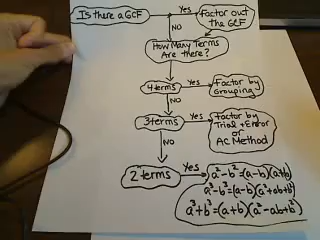 Is there a GCF
Yes
Factor out
the GCF
NO
How Many Terms
Are there?
4 terms
Yes
Factor by
Grouping
NO
3 terms
Yes
Factor by
Trial + Error
or
AC Method
NO
2 terms
Yes
a²-b²=(a-b)(a+b)
a³-b³=(a-b)(a²+ab+b²)
a³+b³=(a+b)(a²-ab+b²)